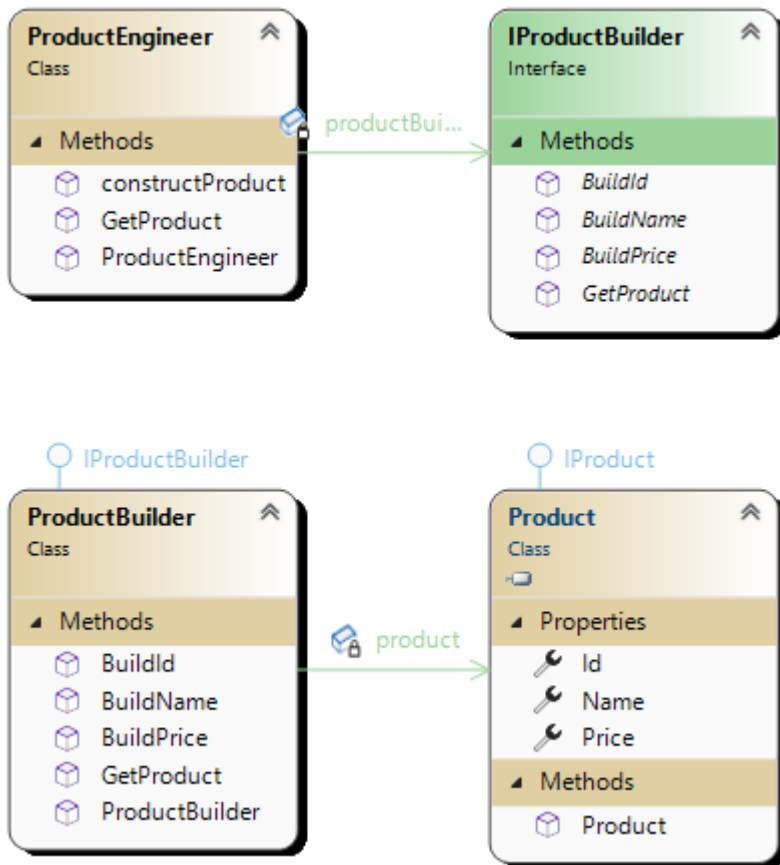 ProductEngineer
Class
Methods
constructProduct
GetProduct
ProductEngineer
productBui...
IProductBuilder
Interface
Methods
BuildId
BuildName
BuildPrice
GetProduct
IProductBuilder
ProductBuilder
Class
Methods
BuildId
BuildName
BuildPrice
GetProduct
ProductBuilder
product
IProduct
Product
Class
Properties
Id
Name
Price
Methods
Product